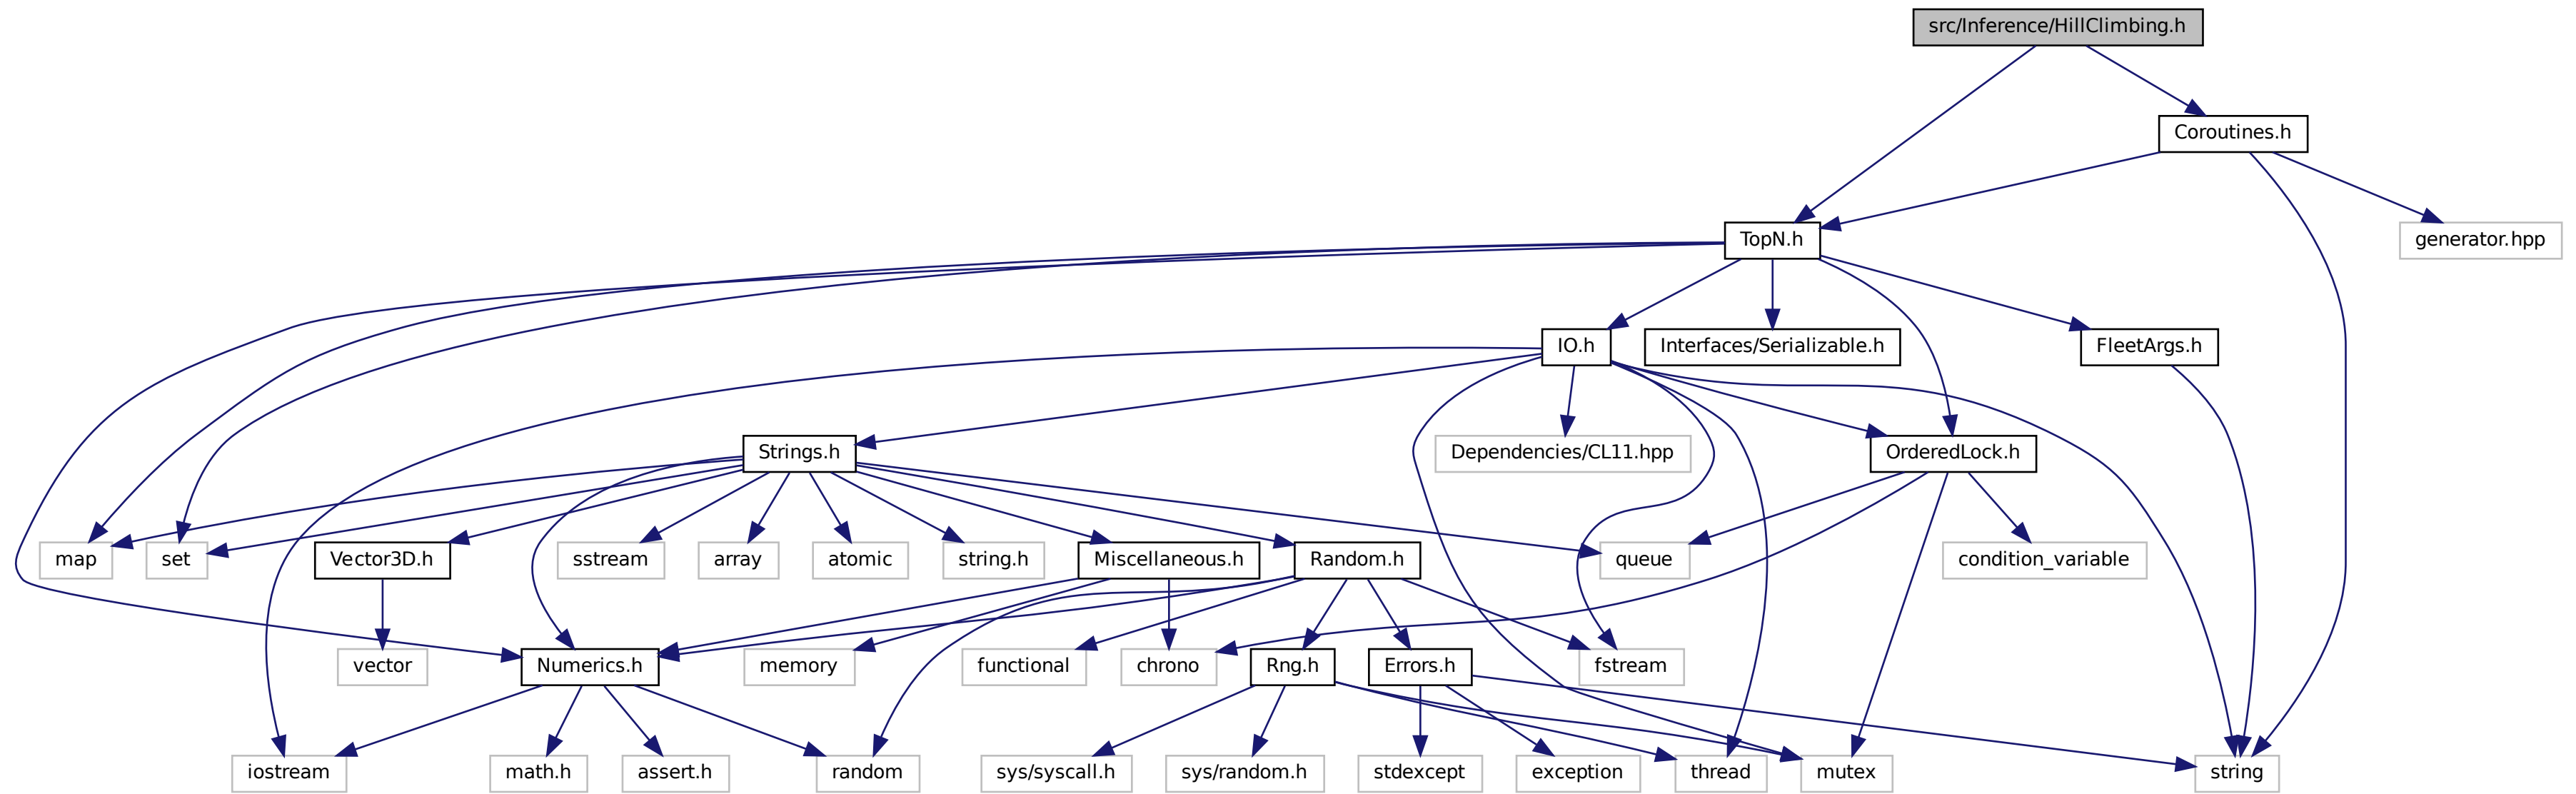 src/Inference/HillClimbing.h
Coroutines.h
TopN.h
generator.hpp
IO.h
Interfaces/Serializable.h
FleetArgs.h
Strings.h
Dependencies/CL11.hpp
OrderedLock.h
map
set
Vector3D.h
sstream
array
atomic
string.h
Miscellaneous.h
Random.h
queue
condition_variable
vector
Numerics.h
memory
functional
chrono
Rng.h
Errors.h
fstream
iostream
math.h
assert.h
random
sys/syscall.h
sys/random.h
stdexcept
exception
thread
mutex
string